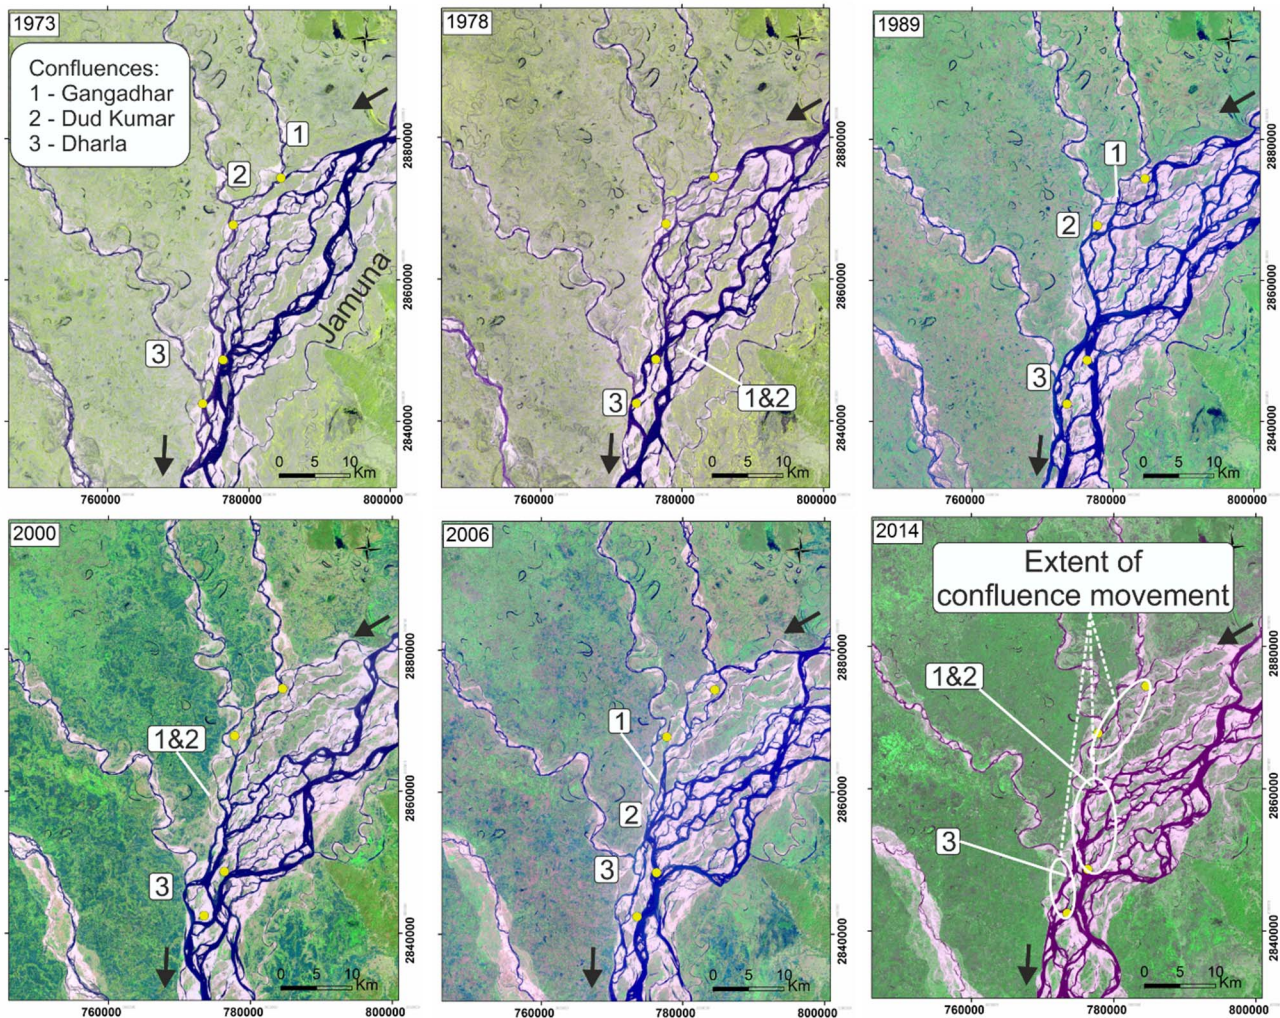 1973
Confluences:
1 - Gangadhar
2 - Dud Kumar
3 - Dharla
N
1
2
3
Jamuna
2880000
2860000
2840000
0 5 10
Km
760000 780000 800000
1978
N
3
1&2
2880000
2860000
2840000
0 5 10
Km
760000 780000 800000
1989
N
1
2
3
2880000
2860000
2840000
0 5 10
Km
760000 780000 800000
2000
N
1&2
3
2880000
2860000
2840000
0 5 10
Km
760000 780000 800000
2006
N
1
2
3
2880000
2860000
2840000
0 5 10
Km
760000 780000 800000
2014
Extent of
confluence movement
1&2
3
2880000
2860000
2840000
0 5 10
Km
760000 780000 800000